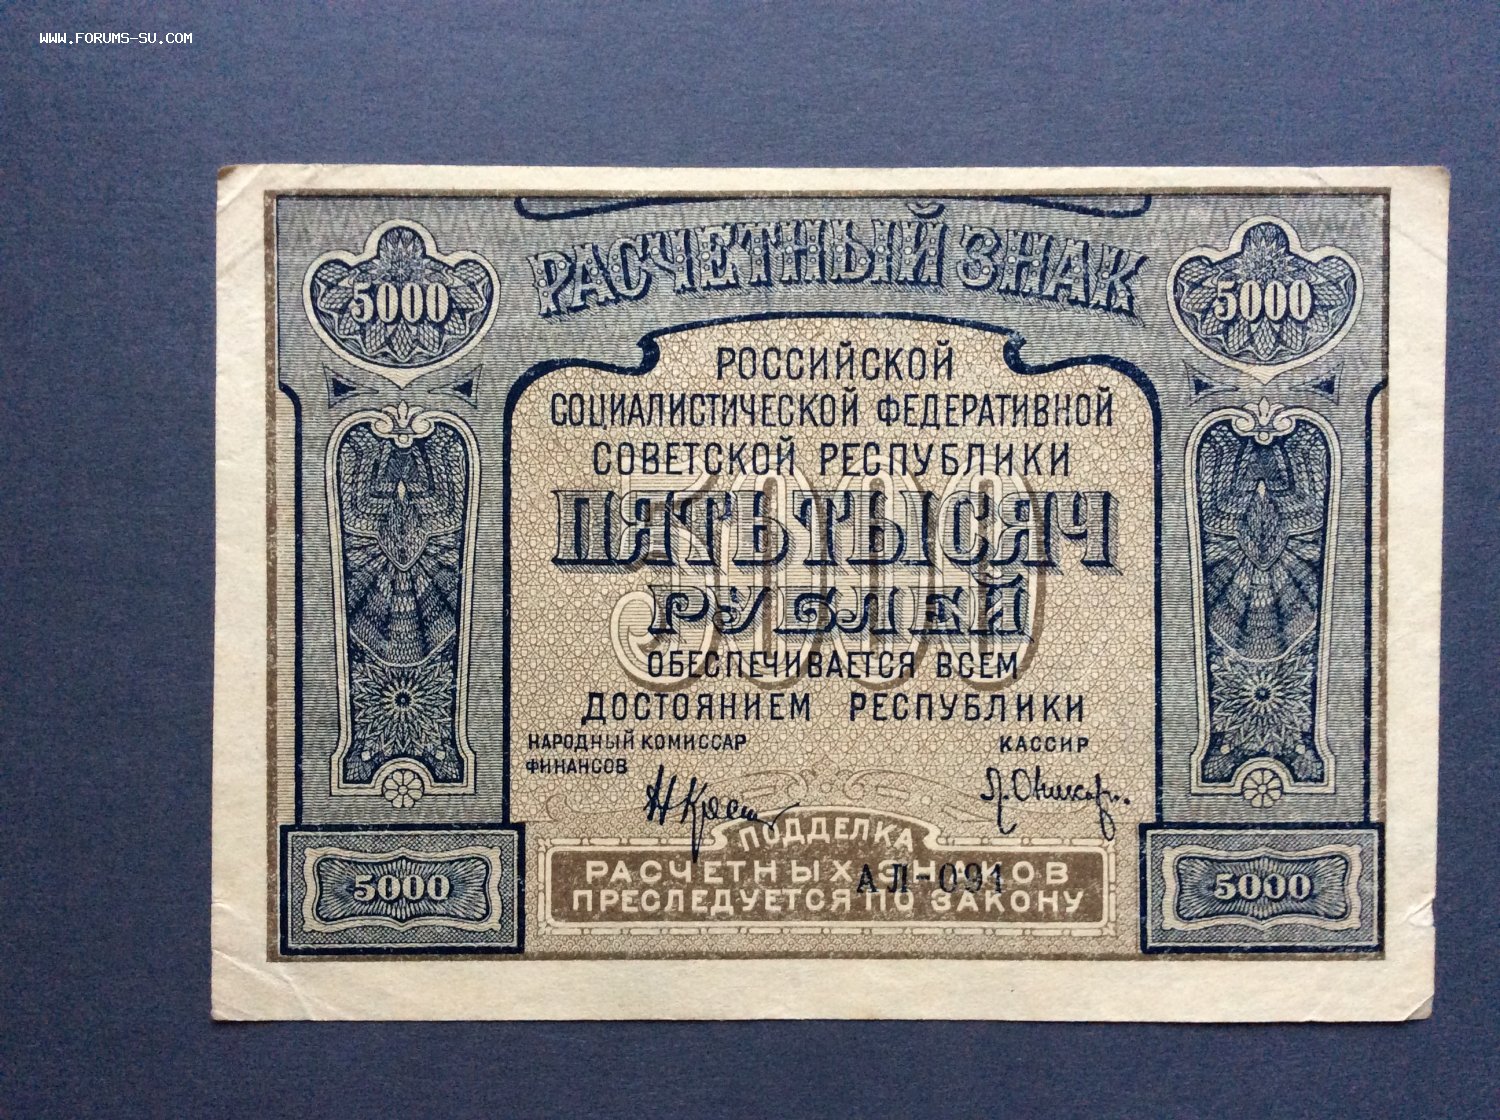 WWW.FORUMS-SU.COM
РАСЧЕТНЫЙ ЗНАК
5000 5000
РОССИЙСКОЙ
СОЦИАЛИСТИЧЕСКОЙ ФЕДЕРАТИВНОЙ
СОВЕТСКОЙ РЕСПУБЛИКИ
5000
ПЯТЬ ТЫСЯЧ
РУБЛЕЙ
ОБЕСПЕЧИВАЕТСЯ ВСЕМ
ДОСТОЯНИЕМ РЕСПУБЛИКИ
НАРОДНЫЙ КОМИССАР
ФИНАНСОВ
КАССИР
ПОДДЕЛКА
РАСЧЕТНЫХ ЗНАКОВ
АЛ-091
ПРЕСЛЕДУЕТСЯ ПО ЗАКОНУ
5000 5000